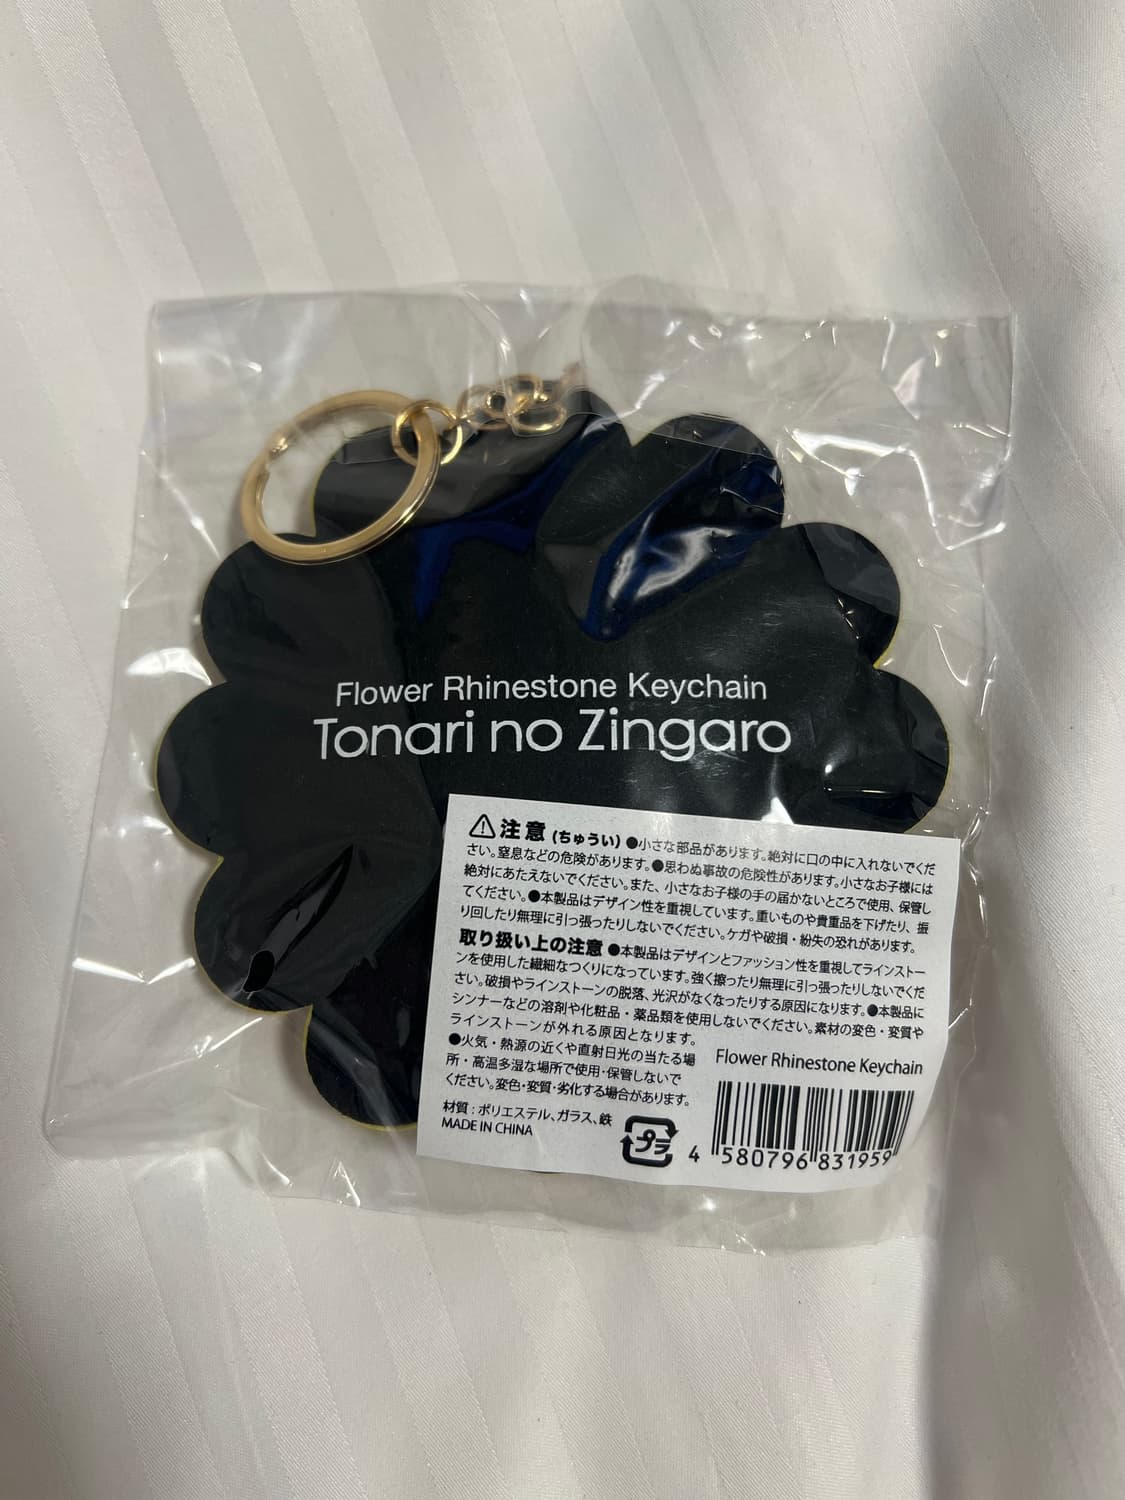 Flower Rhinestone Keychain
Tonari no Zingaro
⚠注意(ちゅうい)●小さな部品があります。絶対に口の中に入れないでくだ
さい。窒息などの危険があります。●思わぬ事故の危険性があります。小さなお子様には
絶対にあたえないでください。また、小さなお子様の手の届かないところで使用、保管し
てください。●本製品はデザイン性を重視しています。重いものや貴重品を下げたり、振
り回したり無理に引っ張ったりしないでください。ケガや破損・紛失の恐れがあります。
取り扱い上の注意 ●本製品はデザインとファッション性を重視してラインストー
ンを使用した繊細なつくりになっています。強く擦ったり無理に引っ張ったりしないでくだ
さい。破損やラインストーンの脱落、光沢がなくなったりする原因になります。●本製品に
シンナーなどの溶剤や化粧品・薬品類を使用しないでください。素材の変色・変質や
ラインストーンが外れる原因となります。
●火気・熱源の近くや直射日光の当たる場
所・高温多湿な場所で使用・保管しないで
ください。変色・変質・劣化する場合があります。
材質:ポリエステル、ガラス、鉄
MADE IN CHINA
プラ
Flower Rhinestone Keychain
4 580796 831959